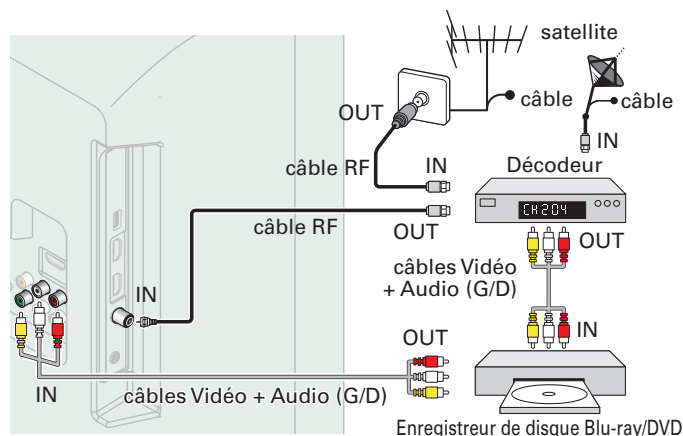 satellite
OUT
câble
câble
câble RF
IN
IN
Décodeur
câble RF
OUT
CH204
OUT
câbles Vidéo
+ Audio (G/D)
IN
OUT
IN
IN
câbles Vidéo + Audio (G/D)
Enregistreur de disque Blu-ray/DVD